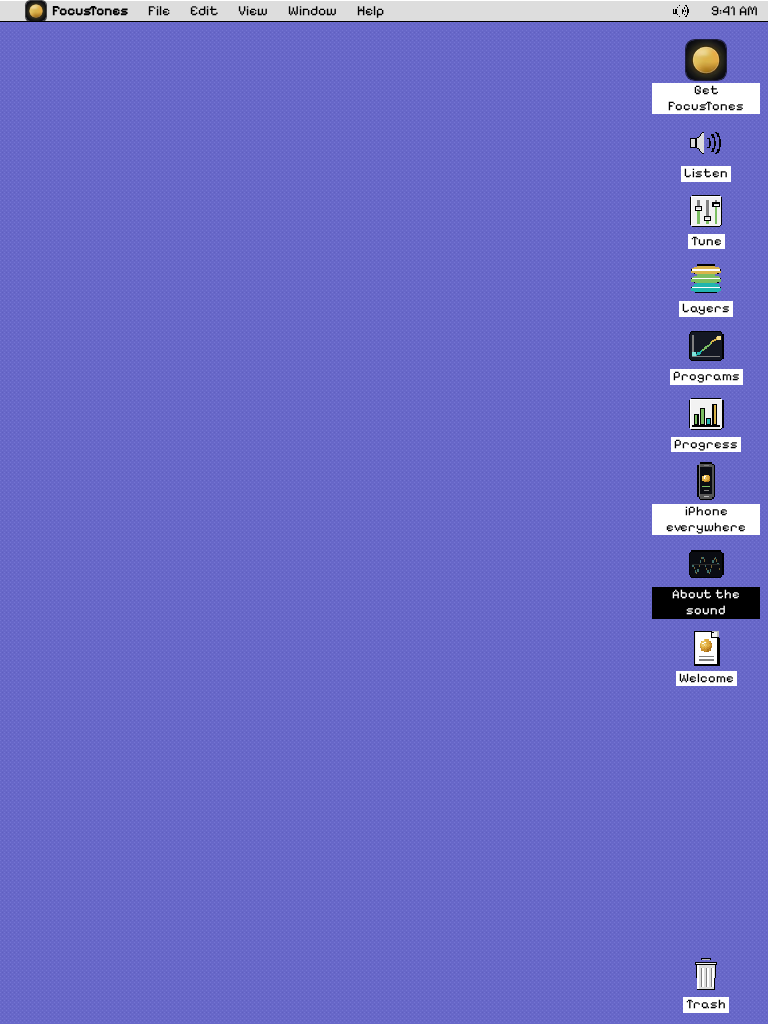 FocusTones File Edit View Window Help 9:41 AM
Get
FocusTones
Listen
Tune
Layers
Programs
Progress
iPhone
everywhere
About the
sound
Welcome
Trash